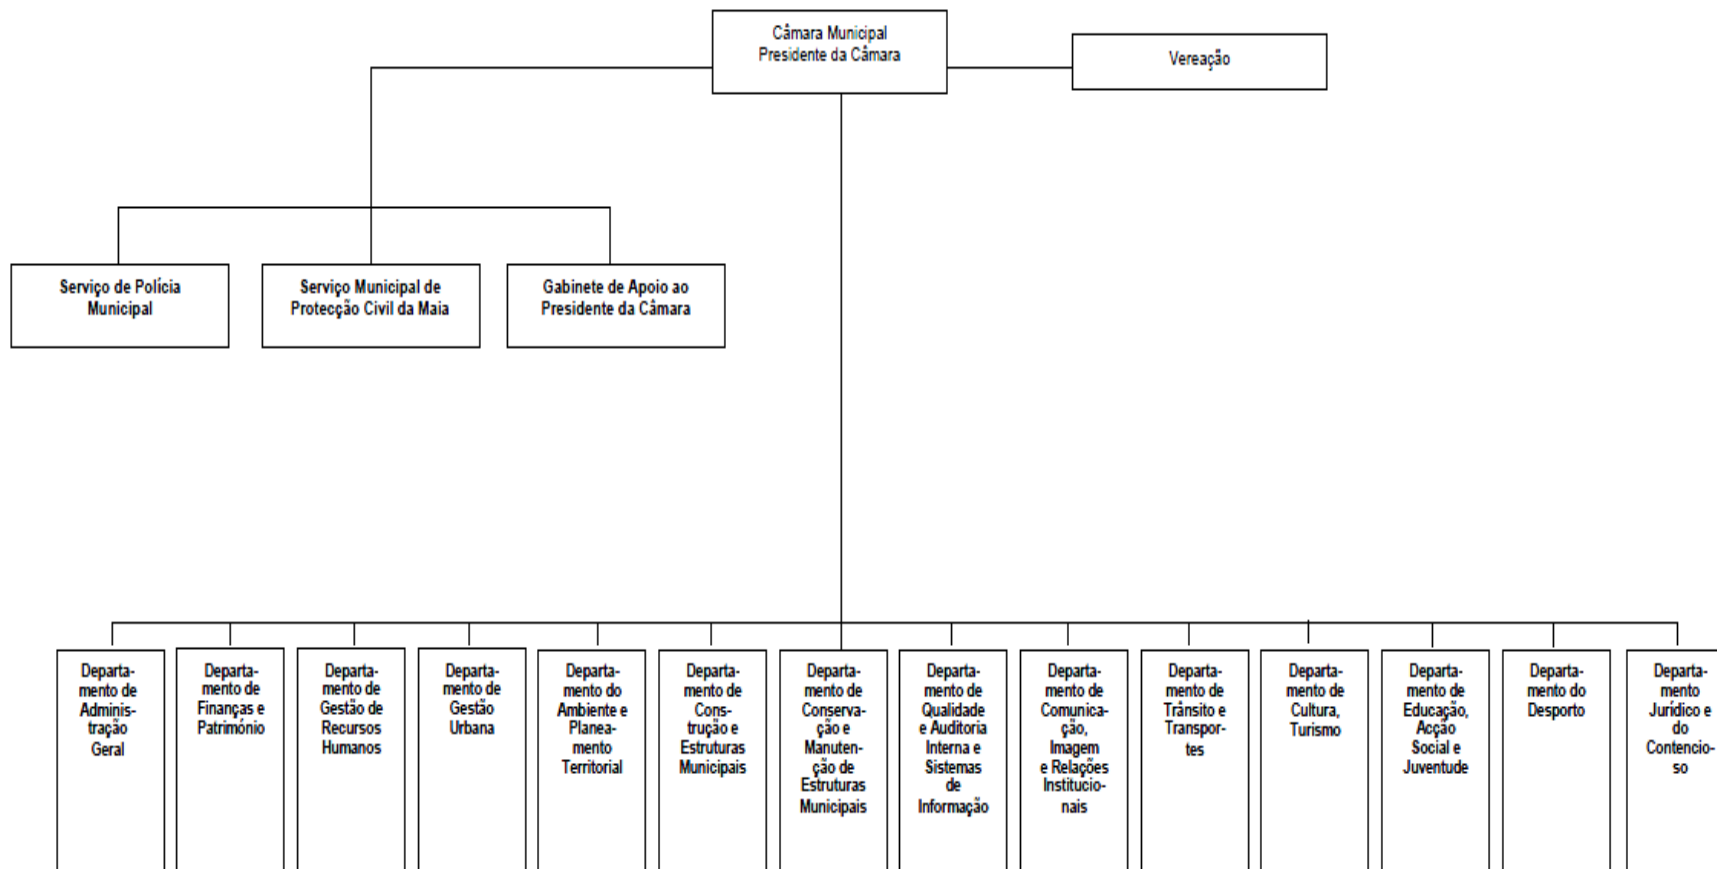 Câmara Municipal
Presidente da Câmara
Vereação
Serviço de Polícia
Municipal
Serviço Municipal de
Protecção Civil da Maia
Gabinete de Apoio ao
Presidente da Câmara
Departa-
mento de
Adminis-
tração
Geral
Departa-
mento de
Finanças e
Património
Departa-
mento de
Gestão de
Recursos
Humanos
Departa-
mento de
Gestão
Urbana
Departa-
mento do
Ambiente e
Planea-
mento
Territorial
Departa-
mento de
Cons-
trução e
Estruturas
Municipais
Departa-
mento de
Conserva-
ção e
Manuten-
ção de
Estruturas
Municipais
Departa-
mento de
Qualidade
e Auditoria
Interna e
Sistemas
de
Informação
Departa-
mento de
Comunica-
ção,
Imagem
e Relações
Institucio-
nais
Departa-
mento de
Trânsito e
Transpor-
tes
Departa-
mento de
Cultura,
Turismo
Departa-
mento de
Educação,
Acção
Social e
Juventude
Departa-
mento do
Desporto
Departa-
mento
Jurídico e
do
Contencio-
so